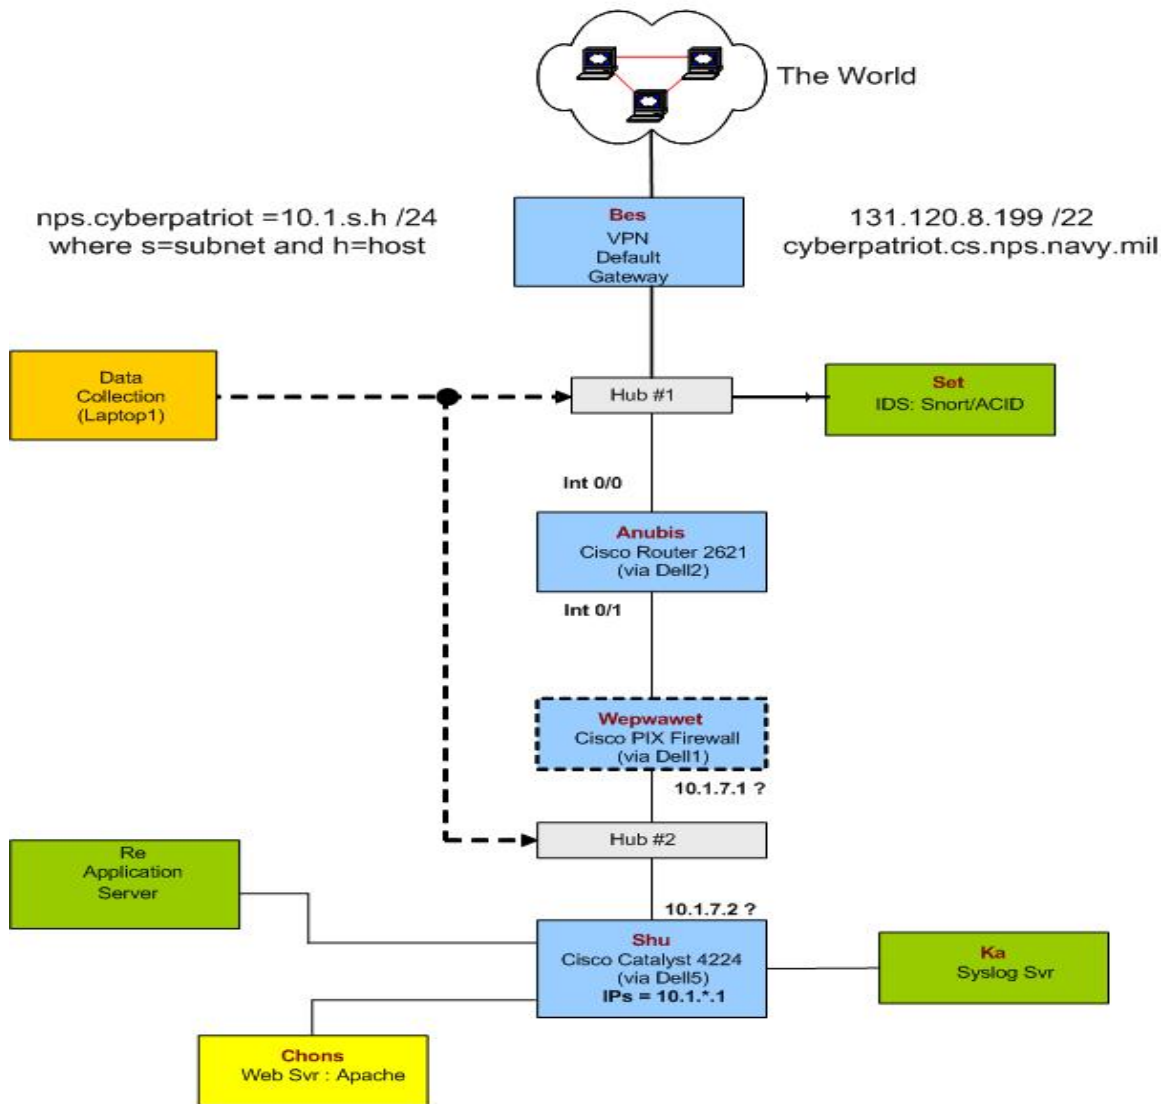 The World
nps.cyberpatriot =10.1.s.h /24
where s=subnet and h=host
Bes
VPN
Default
Gateway
131.120.8.199 /22
cyberpatriot.cs.nps.navy.mil
Data
Collection
(Laptop1)
Hub #1
Set
IDS: Snort/ACID
Int 0/0
Anubis
Cisco Router 2621
(via Dell2)
Int 0/1
Wepwawet
Cisco PIX Firewall
(via Dell1)
10.1.7.1 ?
Hub #2
Re
Application
Server
10.1.7.2 ?
Shu
Cisco Catalyst 4224
(via Dell5)
IPs = 10.1.*.1
Ka
Syslog Svr
Chons
Web Svr : Apache